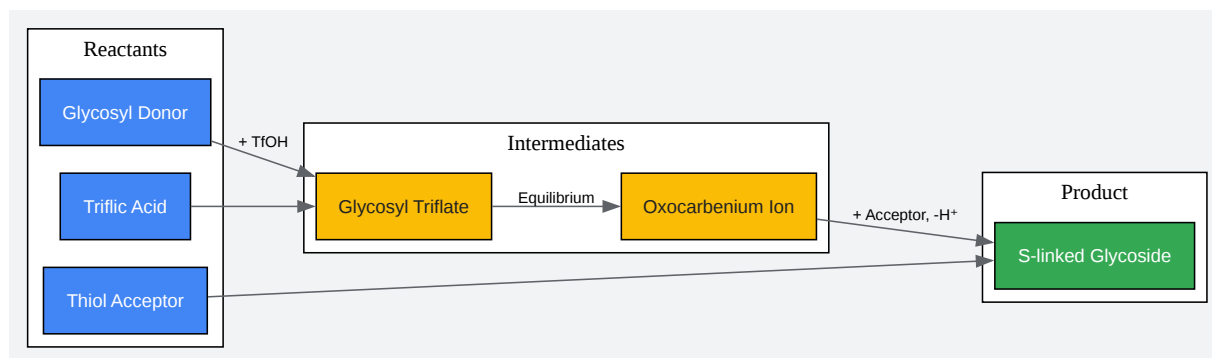 Reactants
Glycosyl Donor
Triflic Acid
Thiol Acceptor
+ TfOH
Intermediates
Glycosyl Triflate
Equilibrium
Oxocarbenium Ion
+ Acceptor, -H⁺
Product
S-linked Glycoside